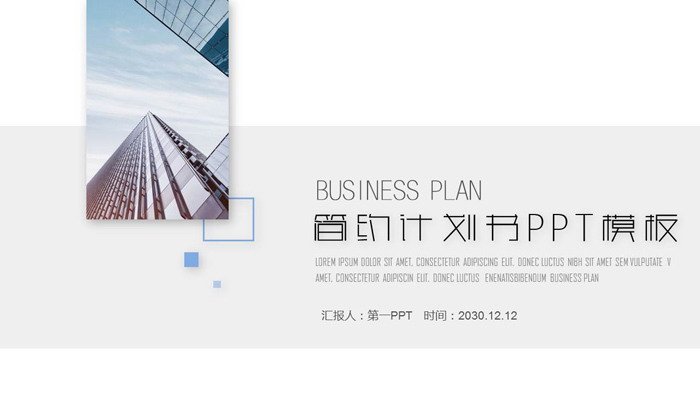 BUSINESS PLAN
简约计划书PPT模板
LOREM IPSUM DOLOR SIT AMET, CONSECTETUR ADIPISCING ELIT. DONEC LUCTUS NIBH SIT AMET SEM VULPUTATE V
AMET, CONSECTETUR ADIPISCIN ELIT. DONEC LUCTUS ENENATISBIBENDUM BUSINESS PLAN
汇报人：第一PPT 时间：2030.12.12